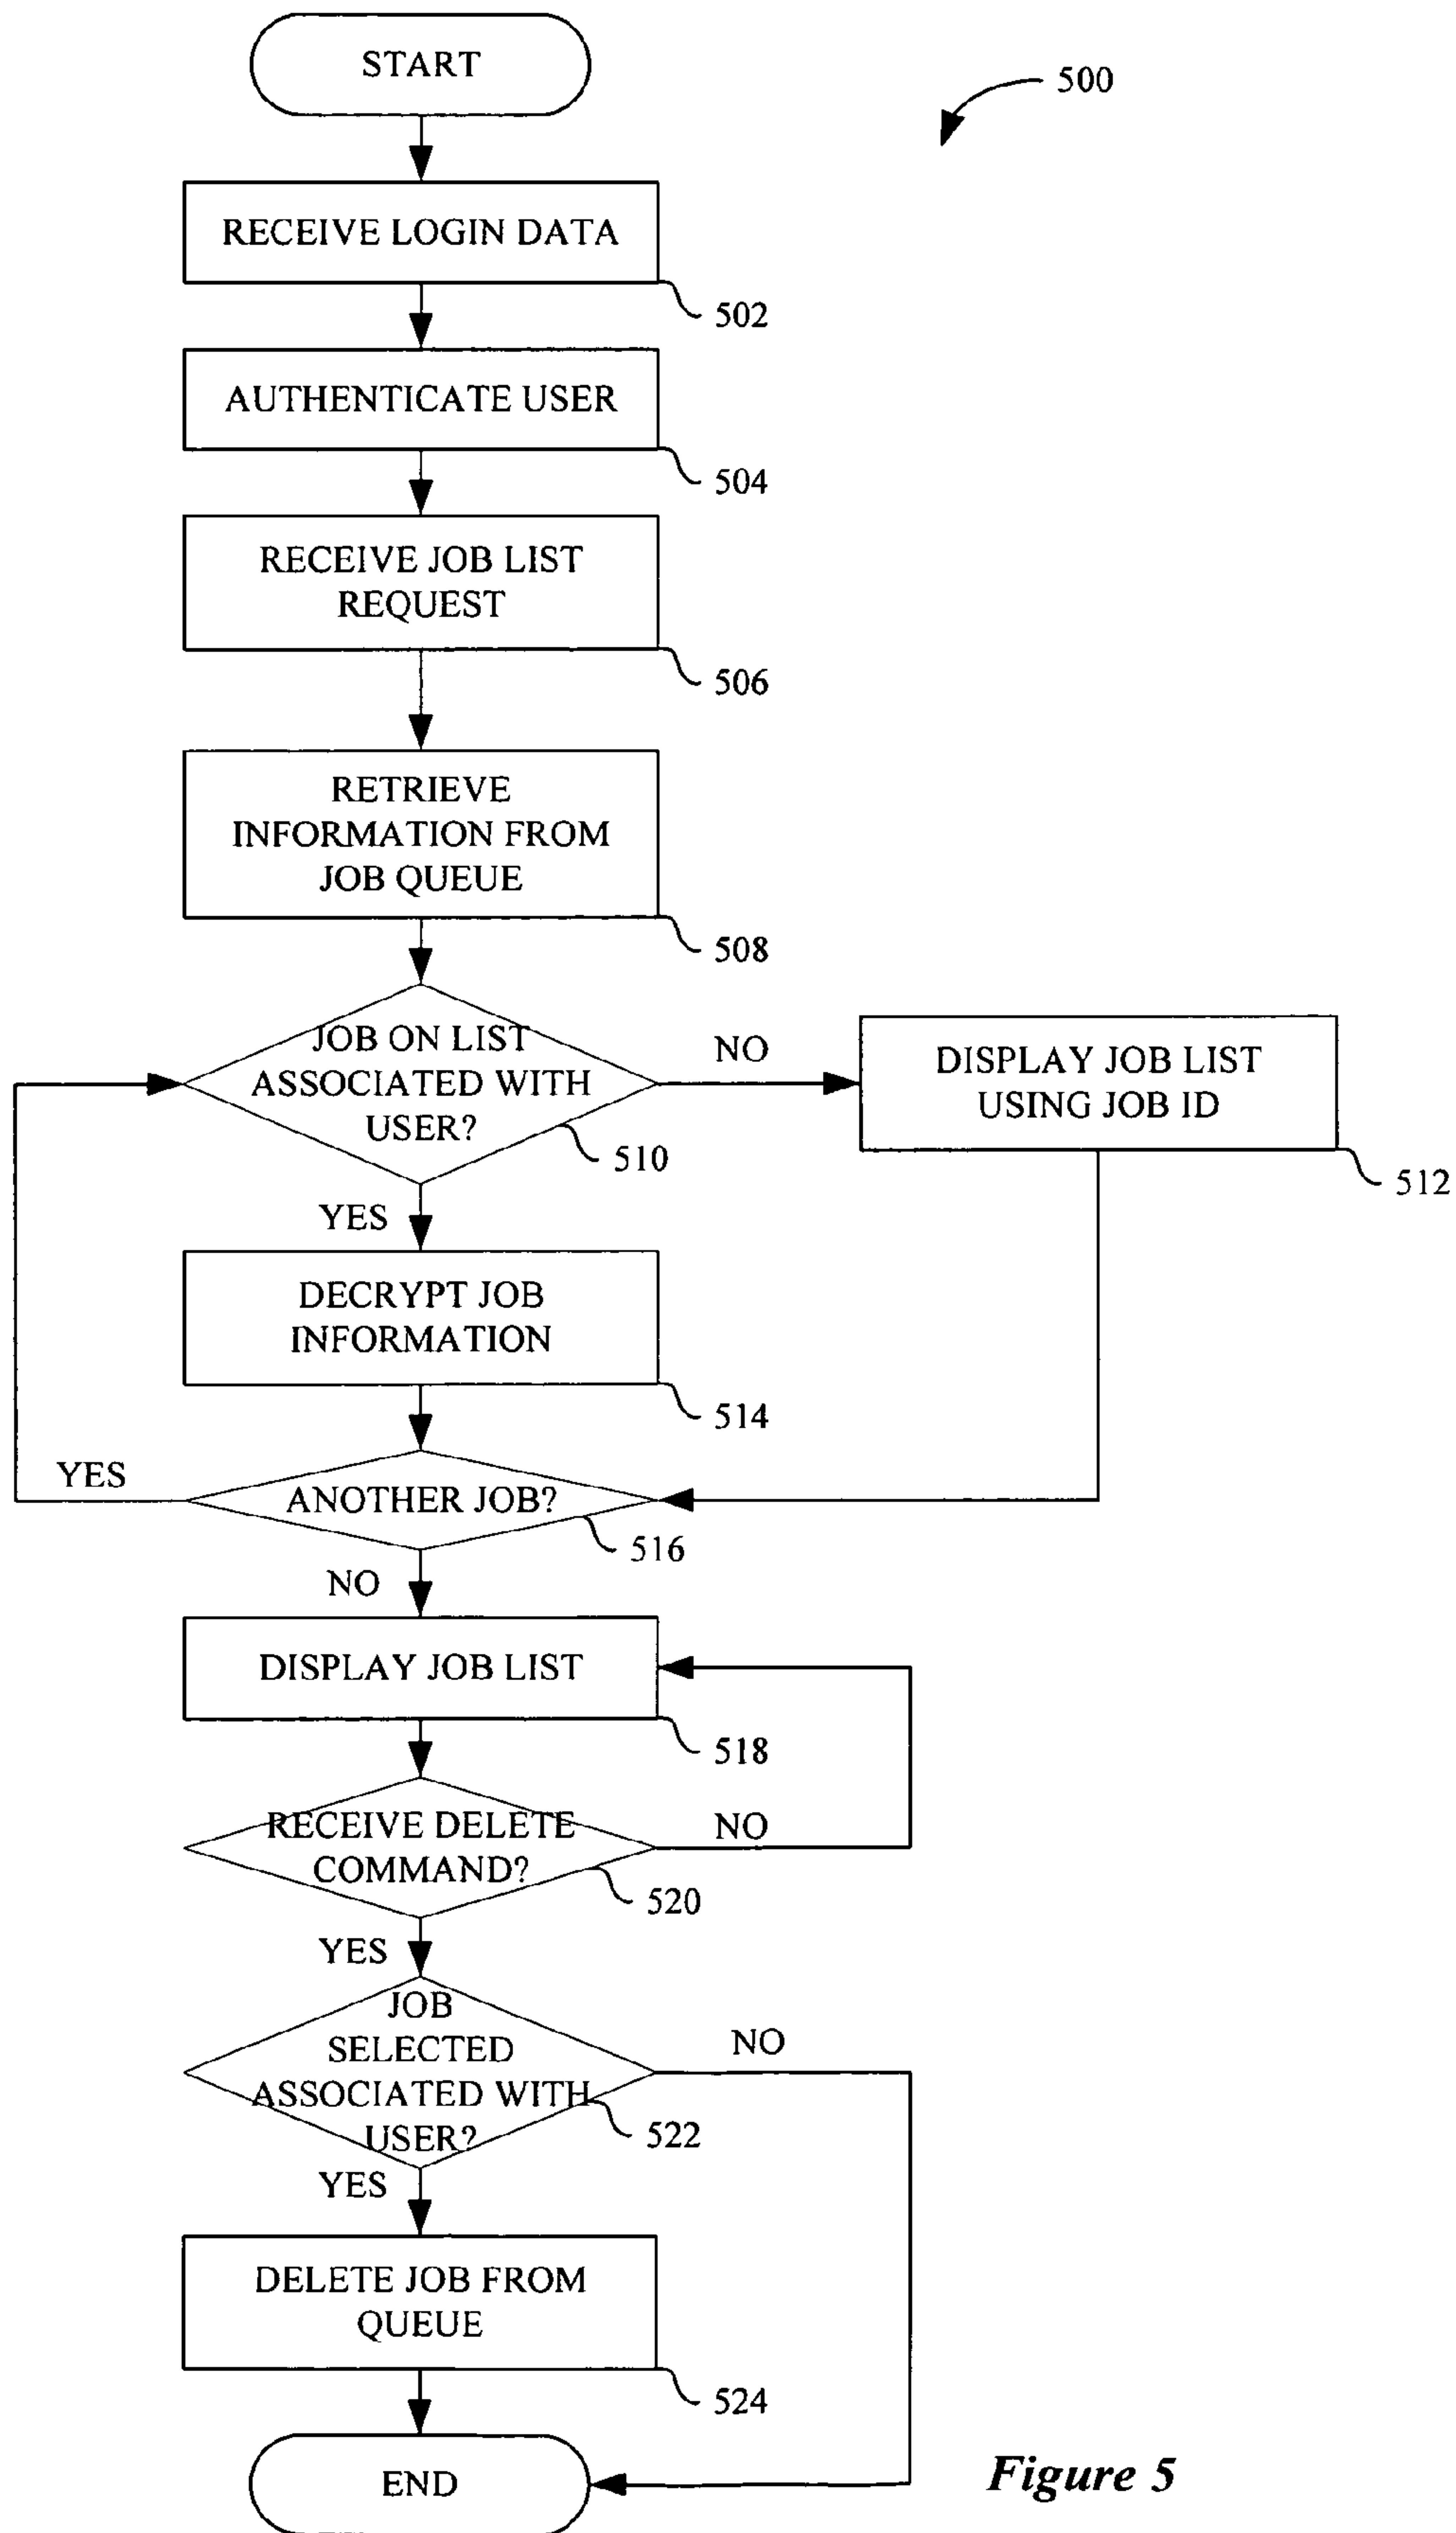 START
500
RECEIVE LOGIN DATA
502
AUTHENTICATE USER
504
RECEIVE JOB LIST
REQUEST
506
RETRIEVE
INFORMATION FROM
JOB QUEUE
508
JOB ON LIST
ASSOCIATED WITH
USER?
510
NO
DISPLAY JOB LIST
USING JOB ID
512
YES
DECRYPT JOB
INFORMATION
514
YES
ANOTHER JOB?
516
NO
DISPLAY JOB LIST
518
RECEIVE DELETE
COMMAND?
520
NO
YES
JOB
SELECTED
ASSOCIATED WITH
USER?
522
NO
YES
DELETE JOB FROM
QUEUE
524
END
Figure 5